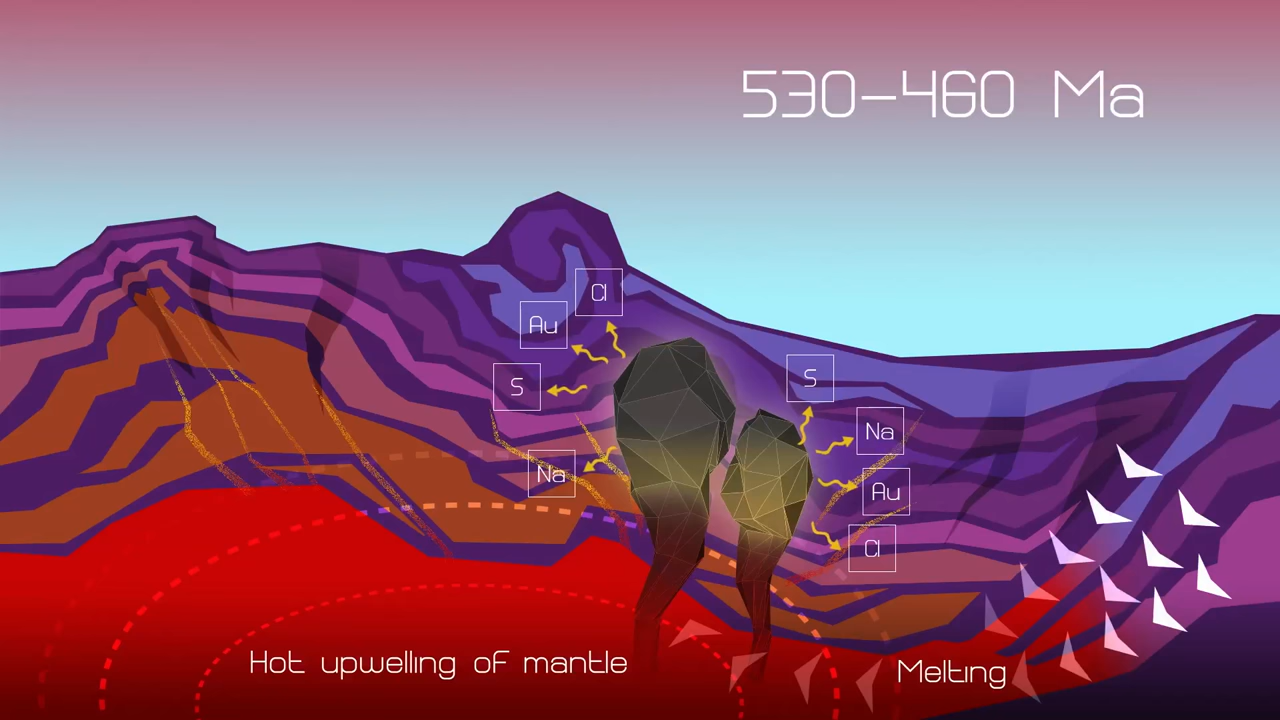 530-460 Ma
Cl
Au
S
Na
S
Na
Au
Cl
Hot upwelling of mantle
Melting